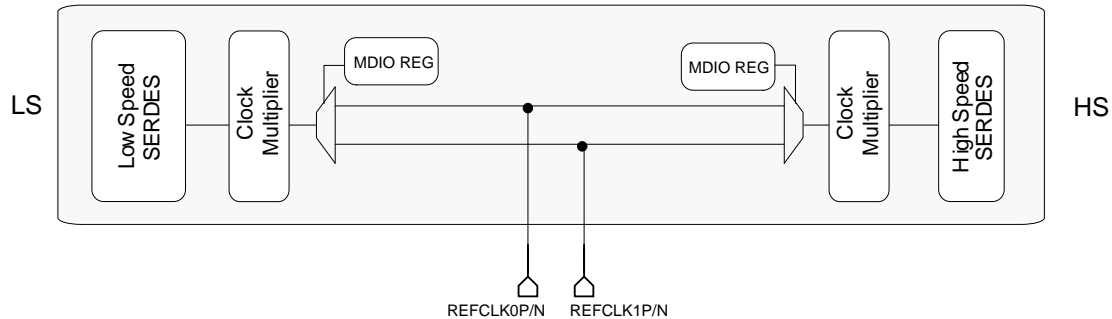 MDIO REG
MDIO REG
LS
Low Speed
SERDES
Clock
Multiplier
Clock
Multiplier
High Speed
SERDES
HS
REFCLK0P/N
REFCLK1P/N